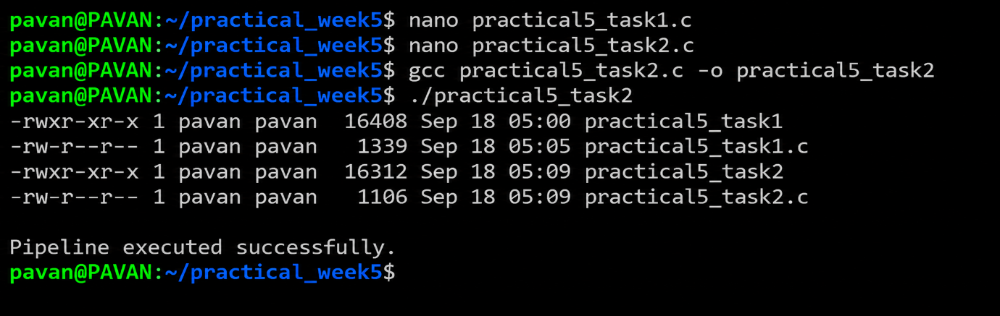 pavan@PAVAN:~/practical_week5$ nano practical5_task1.c
pavan@PAVAN:~/practical_week5$ nano practical5_task2.c
pavan@PAVAN:~/practical_week5$ gcc practical5_task2.c -o practical5_task2
pavan@PAVAN:~/practical_week5$ ./practical5_task2
-rwxr-xr-x 1 pavan pavan  16408 Sep 18 05:00 practical5_task1
-rw-r--r-- 1 pavan pavan   1339 Sep 18 05:05 practical5_task1.c
-rwxr-xr-x 1 pavan pavan  16312 Sep 18 05:09 practical5_task2
-rw-r--r-- 1 pavan pavan   1106 Sep 18 05:09 practical5_task2.c
Pipeline executed successfully.
pavan@PAVAN:~/practical_week5$